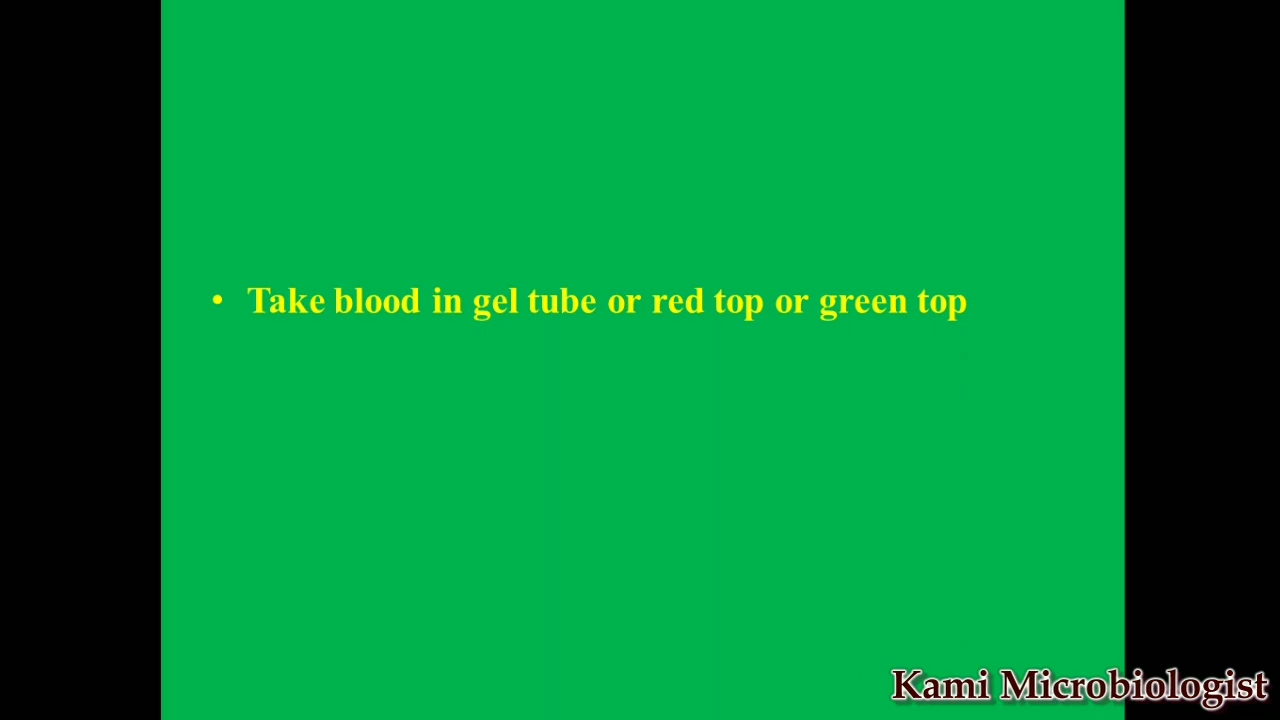 • Take blood in gel tube or red top or green top
Kami Microbiologist